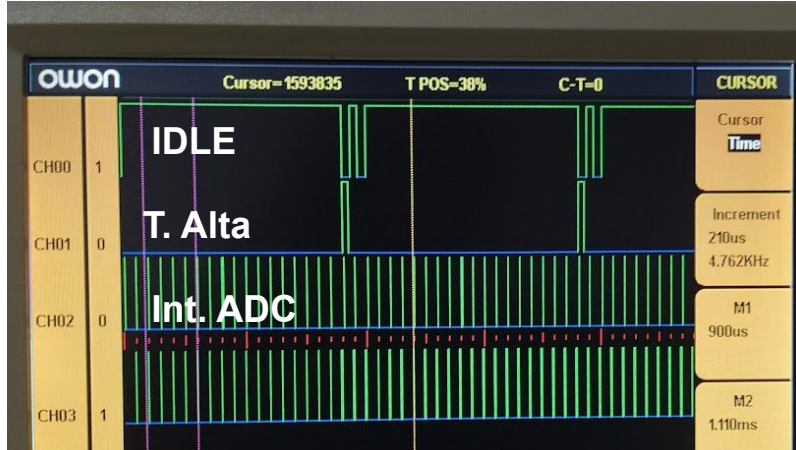 owon Cursor=1593835 T POS=38% C-T=0 CURSOR
Cursor
Time
IDLE
CH00 1
T. Alta
Increment
210us
4.762KHz
CH01 0
Int. ADC
M1
900us
CH02 0
M2
1.110ms
CH03 1